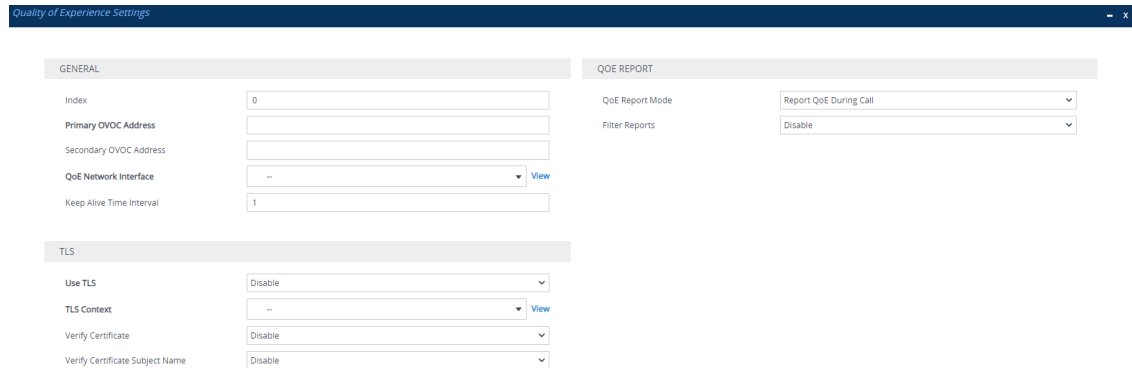 Quality of Experience Settings
– x
GENERAL
Index 0
Primary OVOC Address
Secondary OVOC Address
QoE Network Interface -- View
Keep Alive Time Interval 1
TLS
Use TLS Disable
TLS Context -- View
Verify Certificate Disable
Verify Certificate Subject Name Disable
QOE REPORT
QoE Report Mode Report QoE During Call
Filter Reports Disable